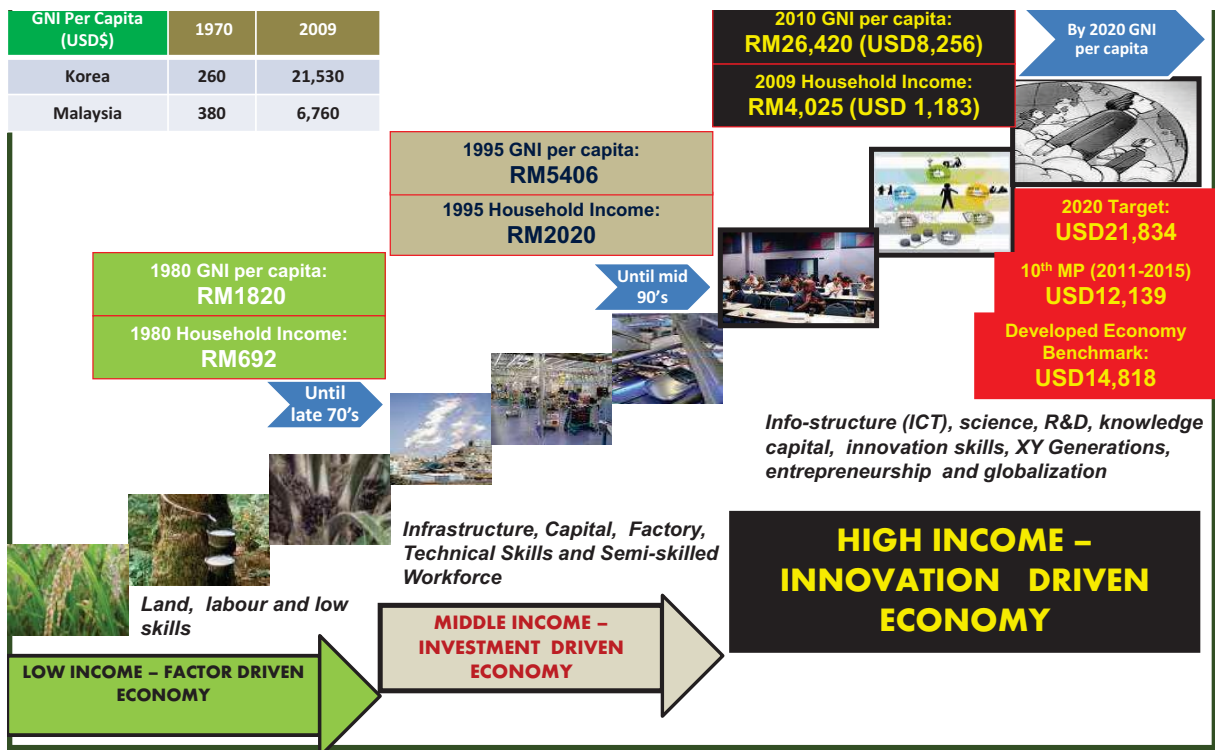 GNI Per Capita
(USD$)
1970
2009
Korea
260
21,530
Malaysia
380
6,760
2010 GNI per capita:
RM26,420 (USD8,256)
2009 Household Income:
RM4,025 (USD 1,183)
By 2020 GNI
per capita
1995 GNI per capita:
RM5406
1995 Household Income:
RM2020
2020 Target:
USD21,834
10th MP (2011-2015)
USD12,139
Developed Economy
Benchmark:
USD14,818
1980 GNI per capita:
RM1820
1980 Household Income:
RM692
Until mid
90's
Until
late 70's
Info-structure (ICT), science, R&D, knowledge
capital, innovation skills, XY Generations,
entrepreneurship and globalization
Infrastructure, Capital, Factory,
Technical Skills and Semi-skilled
Workforce
Land, labour and low
skills
LOW INCOME – FACTOR DRIVEN
ECONOMY
MIDDLE INCOME –
INVESTMENT DRIVEN
ECONOMY
HIGH INCOME –
INNOVATION DRIVEN
ECONOMY